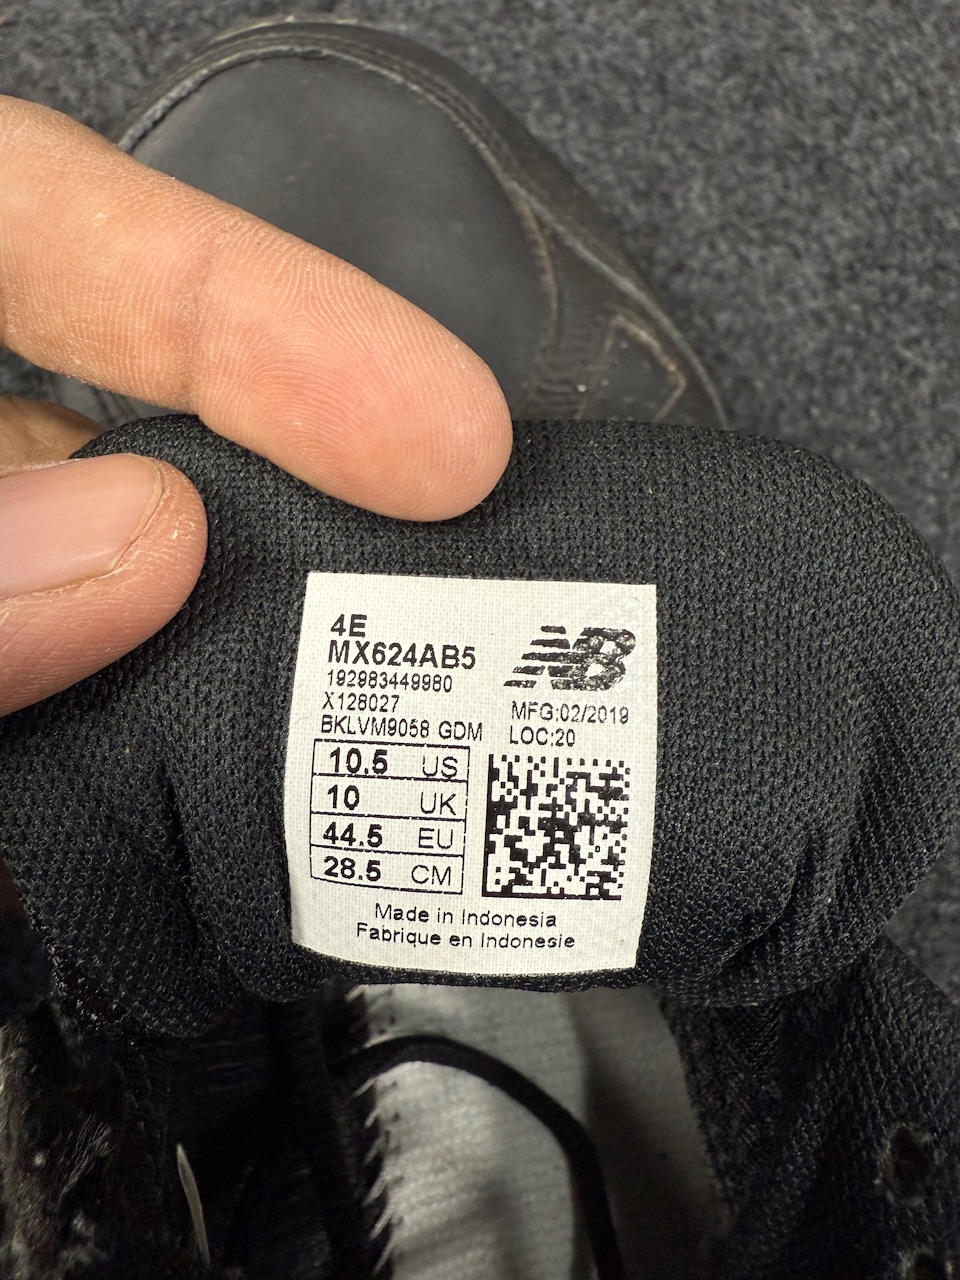 4E
MX624AB5
192983449980
X128027
BKLVM9058 GDM
NB
MFG:02/2019
LOC:20
10.5 US
10 UK
44.5 EU
28.5 CM
Made in Indonesia
Fabrique en Indonesie